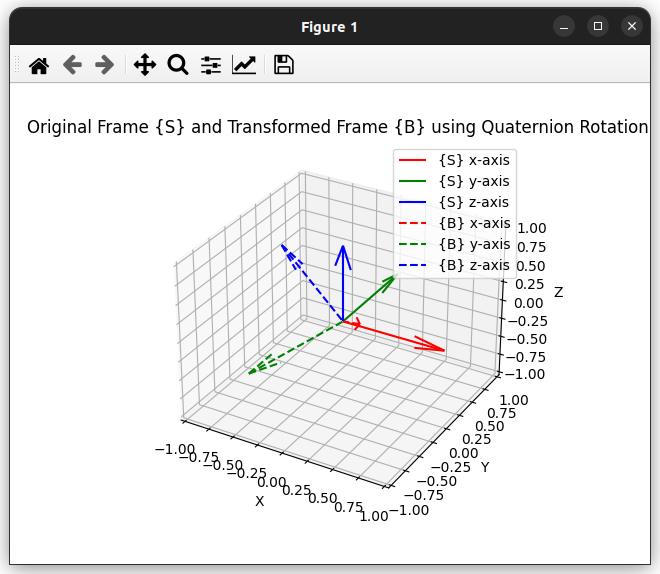 Figure 1
Original Frame {S} and Transformed Frame {B} using Quaternion Rotation
{S} x-axis
{S} y-axis
{S} z-axis
{B} x-axis
{B} y-axis
{B} z-axis
1.00
0.75
0.50
0.25
0.00
−0.25
−0.50
−0.75
−1.00
Z
1.00
0.75
0.50
0.25
0.00
−0.25
−0.50
−0.75
−1.00
Y
−1.00
−0.75
−0.50
−0.25
0.00
0.25
0.50
0.75
1.00
X